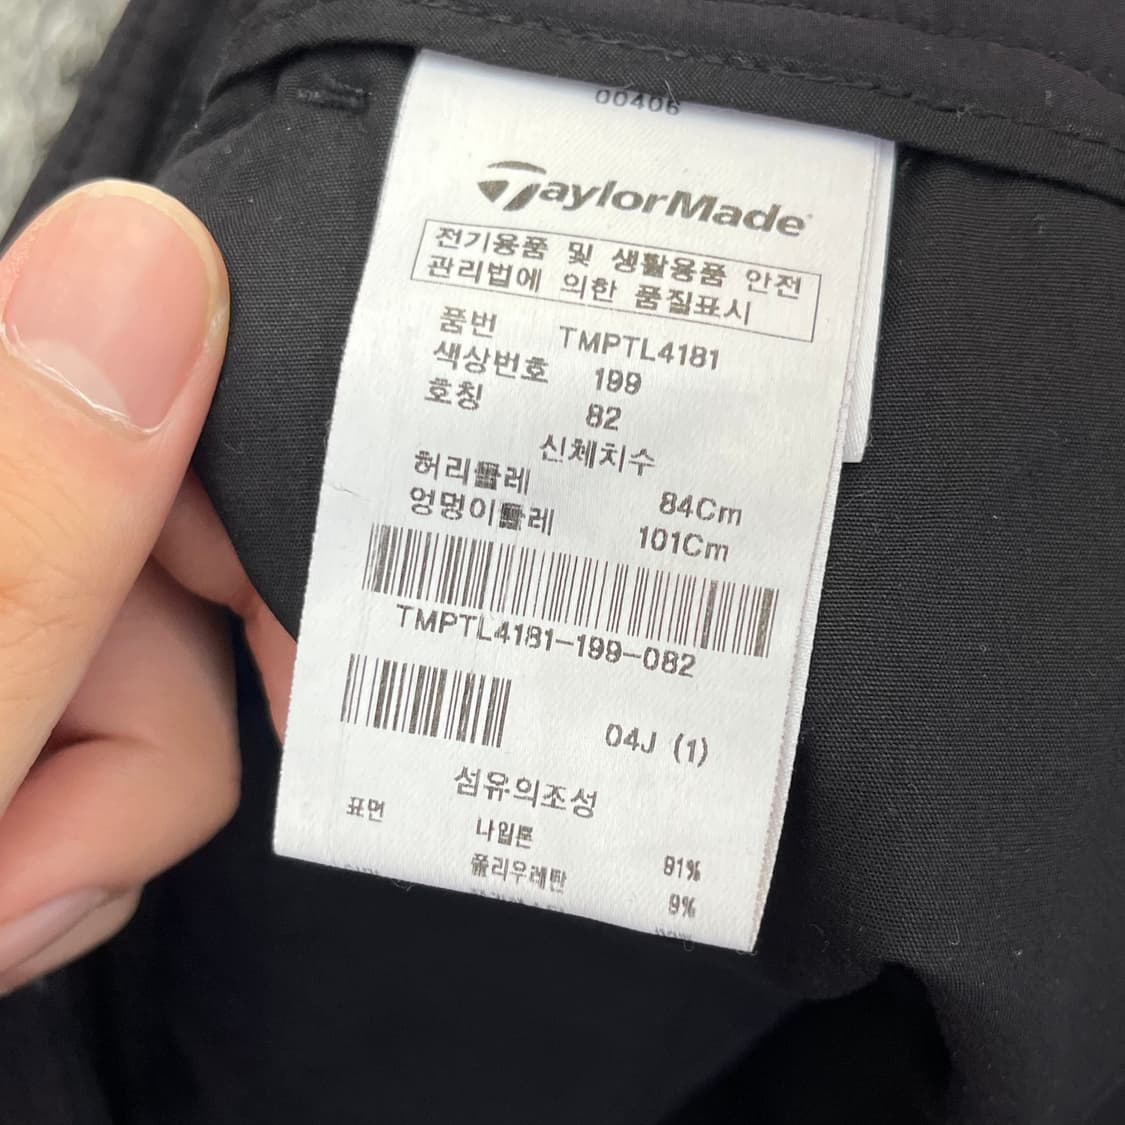 00406
TaylorMade
전기용품 및 생활용품 안전
관리법에 의한 품질표시
품번 TMPTL4181
색상번호 199
호칭 82
신체치수
허리둘레 84Cm
엉덩이둘레 101Cm
TMPTL4181-199-082
04J (1)
섬유의조성
표면 나일론 91%
폴리우레탄 9%